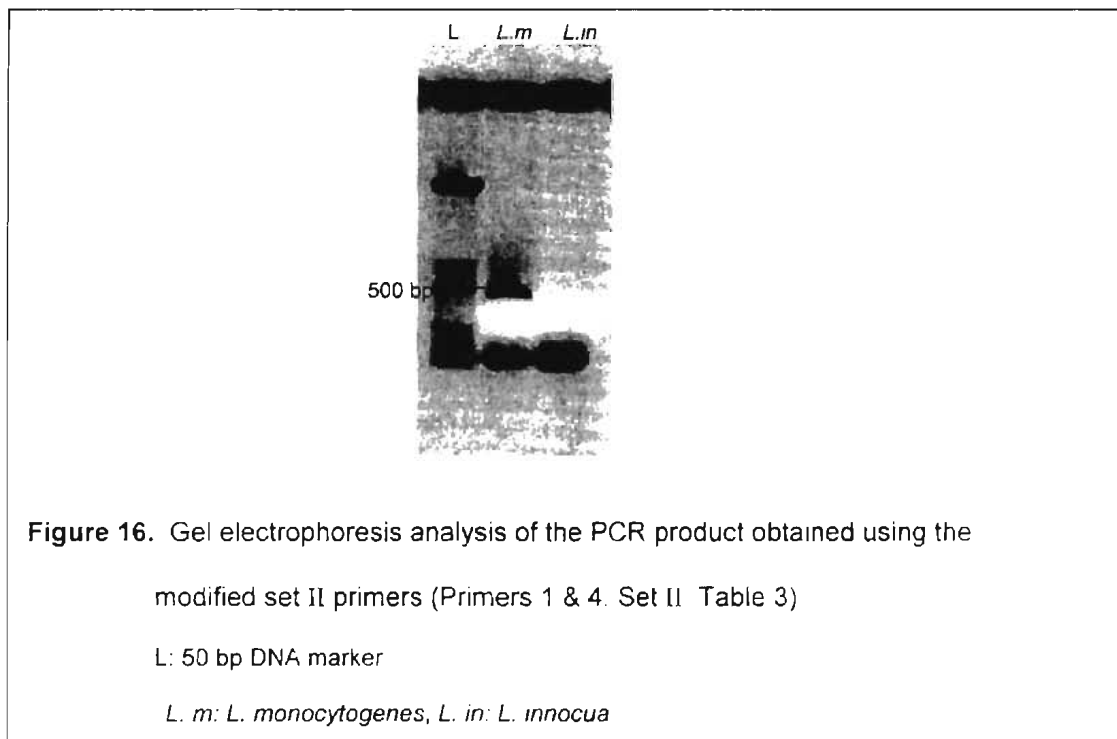 L L.m L.in
500 bp
Figure 16. Gel electrophoresis analysis of the PCR product obtained using the
modified set II primers (Primers 1 & 4. Set II Table 3)
L: 50 bp DNA marker
L. m: L. monocytogenes, L. in: L. innocua